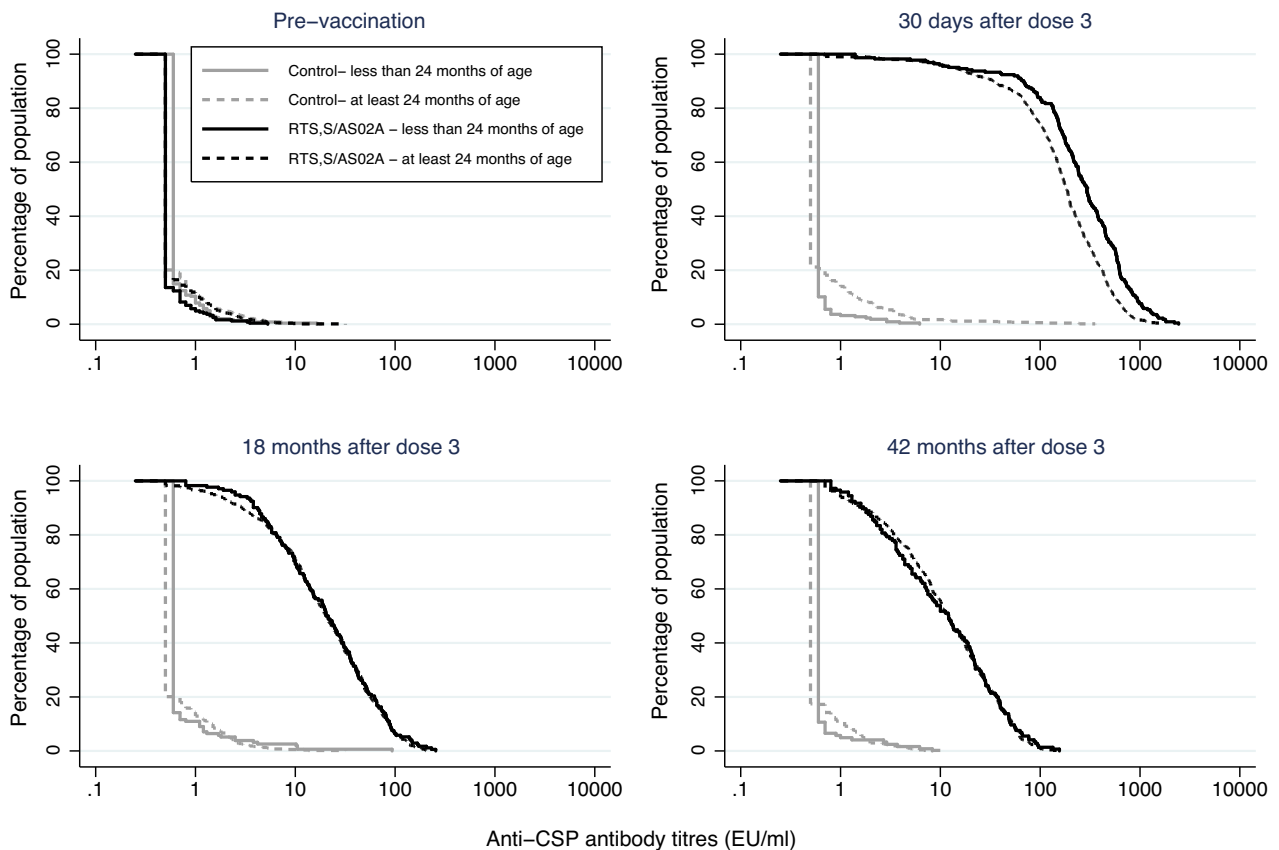 Pre−vaccination
Percentage of population
100
80
60
40
20
0
Control− less than 24 months of age
Control− at least 24 months of age
RTS,S/AS02A − less than 24 months of age
RTS,S/AS02A − at least 24 months of age
.1 1 10 100 1000 10000
30 days after dose 3
Percentage of population
100
80
60
40
20
0
.1 1 10 100 1000 10000
18 months after dose 3
Percentage of population
100
80
60
40
20
0
.1 1 10 100 1000 10000
42 months after dose 3
Percentage of population
100
80
60
40
20
0
.1 1 10 100 1000 10000
Anti−CSP antibody titres (EU/ml)